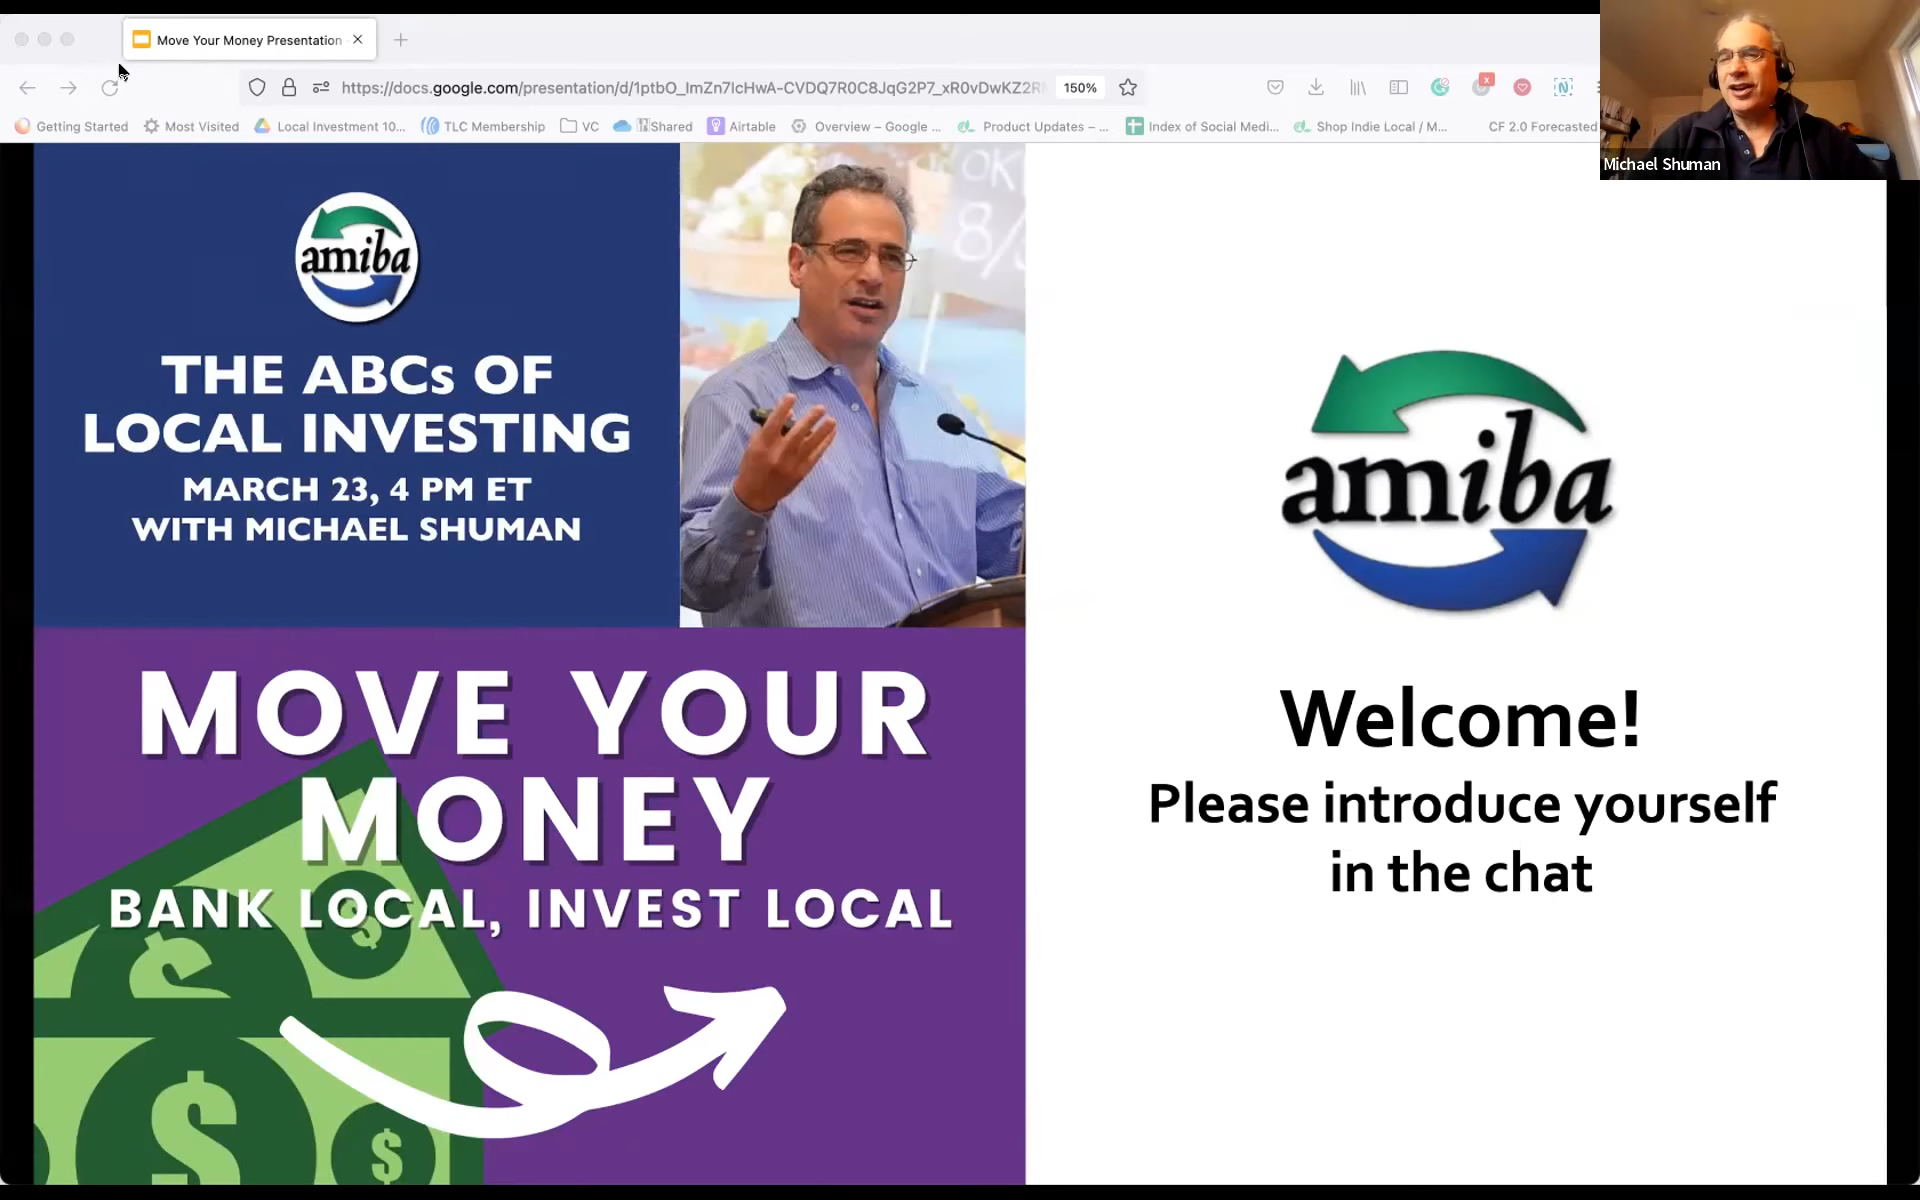 Move Your Money Presentation
https://docs.google.com/presentation/d/1ptbO_ImZn7IcHwA-CVDQ7R0C8JqG2P7_xR0vDwKZ2R
150%
Getting Started
Most Visited
Local Investment 10...
TLC Membership
VC
Shared
Airtable
Overview – Google ...
Product Updates – ...
Index of Social Medi...
Shop Indie Local / M...
CF 2.0 Forecasted
Michael Shuman
amiba
THE ABCs OF
LOCAL INVESTING
MARCH 23, 4 PM ET
WITH MICHAEL SHUMAN
MOVE YOUR
MONEY
BANK LOCAL, INVEST LOCAL
$
$
$
$
amiba
Welcome!
Please introduce yourself
in the chat